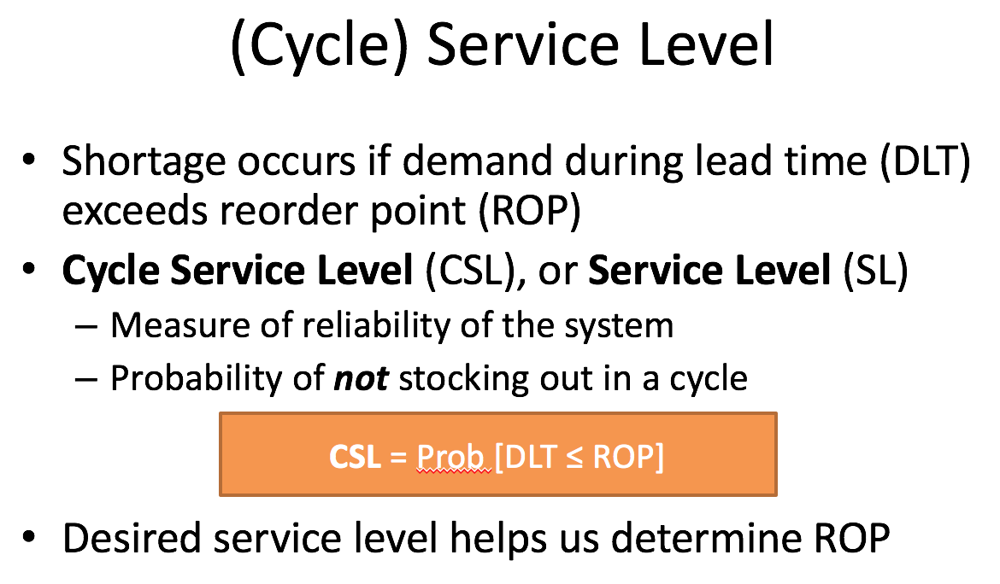 (Cycle) Service Level
• Shortage occurs if demand during lead time (DLT)
exceeds reorder point (ROP)
• Cycle Service Level (CSL), or Service Level (SL)
– Measure of reliability of the system
– Probability of not stocking out in a cycle
CSL = Prob [DLT ≤ ROP]
• Desired service level helps us determine ROP